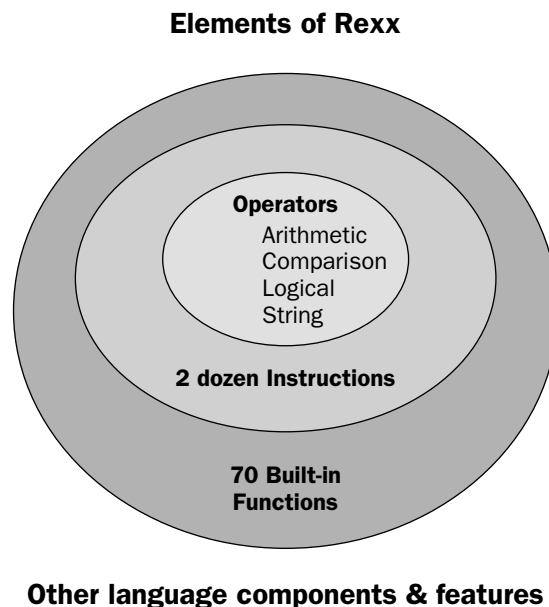 Elements of Rexx
Operators
Arithmetic
Comparison
Logical
String
2 dozen Instructions
70 Built-in
Functions
Other language components & features